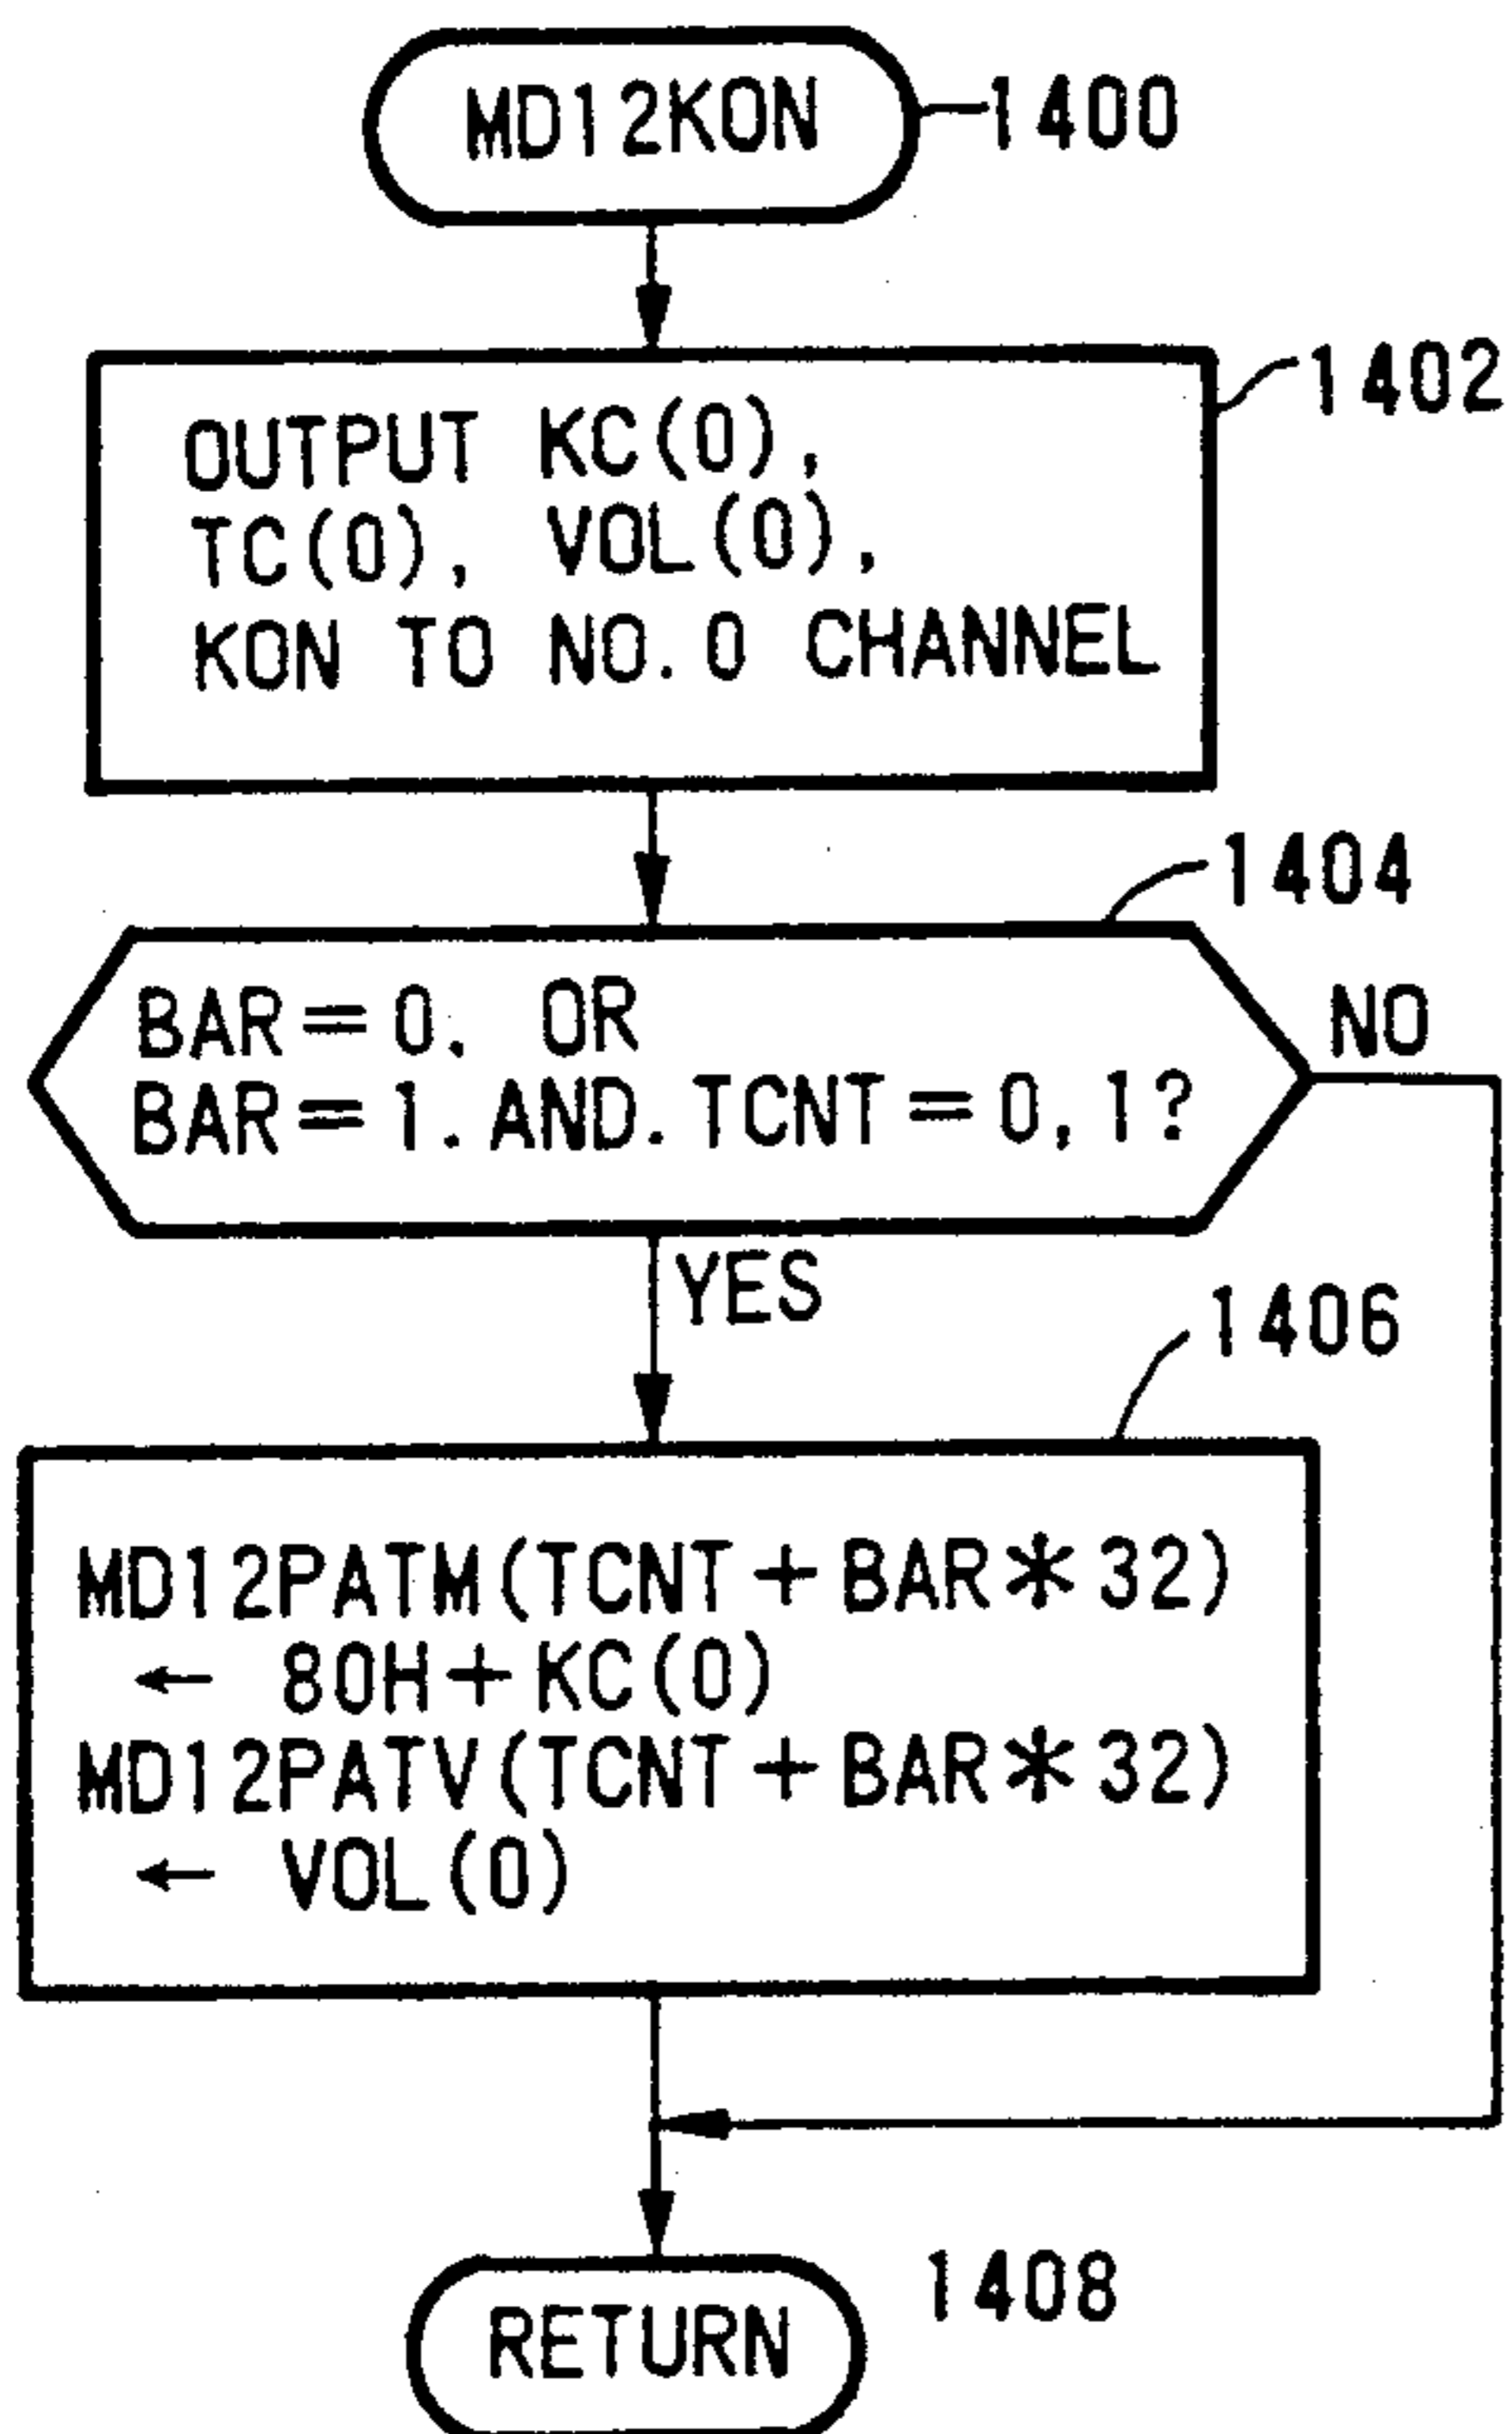 MD12KON
1400
1402
OUTPUT KC(0),
TC(0), VOL(0),
KON TO NO.0 CHANNEL
1404
BAR=0. OR
BAR=1.AND.TCNT=0,1?
NO
YES
1406
MD12PATM(TCNT+BAR*32)
← 80H+KC(0)
MD12PATV(TCNT+BAR*32)
← VOL(0)
1408
RETURN